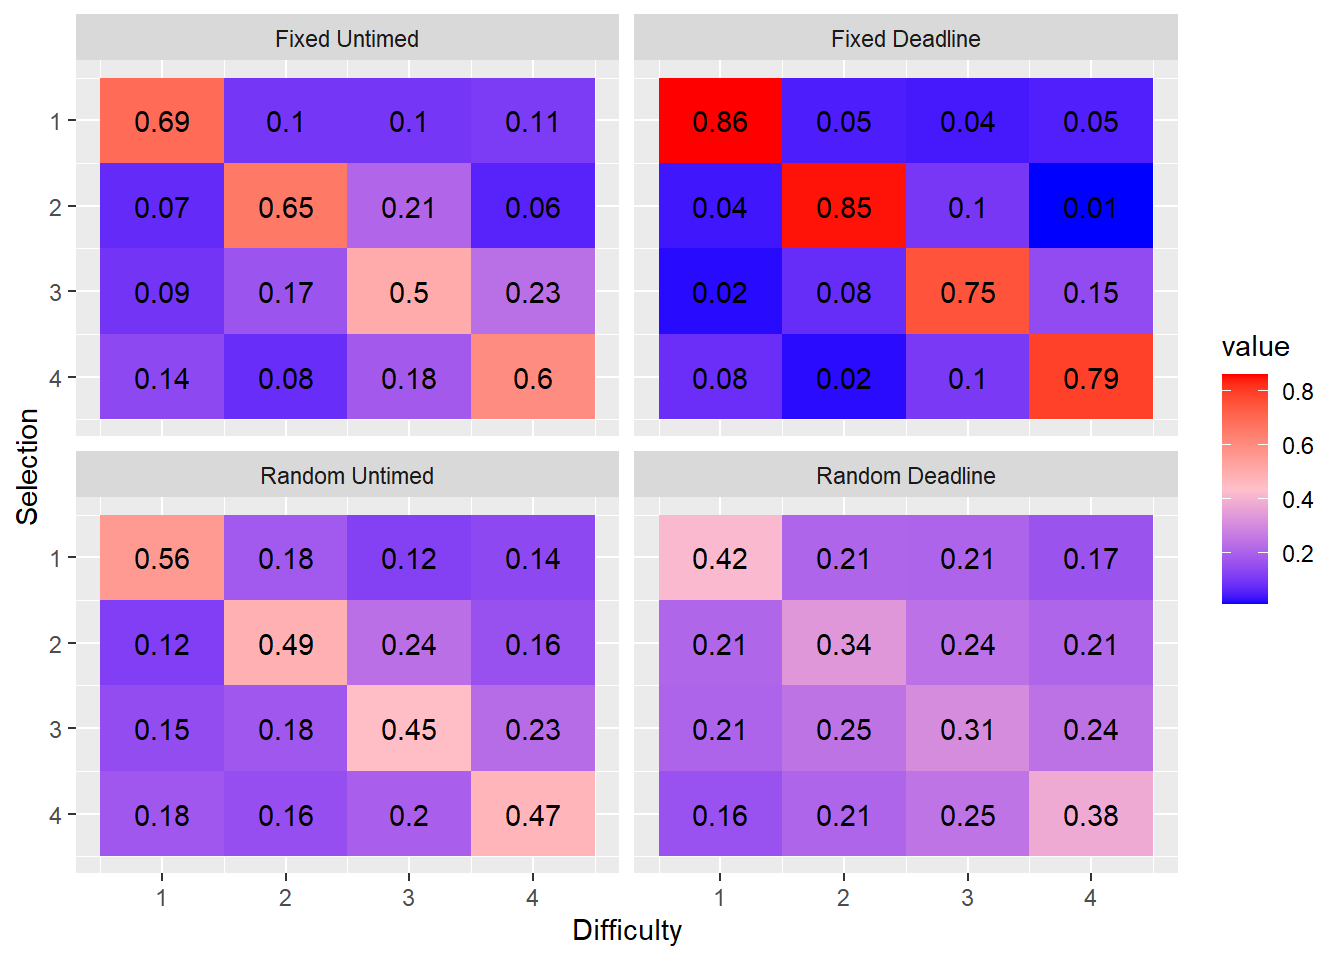 Fixed Untimed Fixed Deadline
1 0.69 0.1 0.1 0.11 0.86 0.05 0.04 0.05
2 0.07 0.65 0.21 0.06 0.04 0.85 0.1 0.01
3 0.09 0.17 0.5 0.23 0.02 0.08 0.75 0.15
4 0.14 0.08 0.18 0.6 0.08 0.02 0.1 0.79
Selection
Random Untimed Random Deadline
1 0.56 0.18 0.12 0.14 0.42 0.21 0.21 0.17
2 0.12 0.49 0.24 0.16 0.21 0.34 0.24 0.21
3 0.15 0.18 0.45 0.23 0.21 0.25 0.31 0.24
4 0.18 0.16 0.2 0.47 0.16 0.21 0.25 0.38
1 2 3 4 1 2 3 4
Difficulty
value
0.8
0.6
0.4
0.2